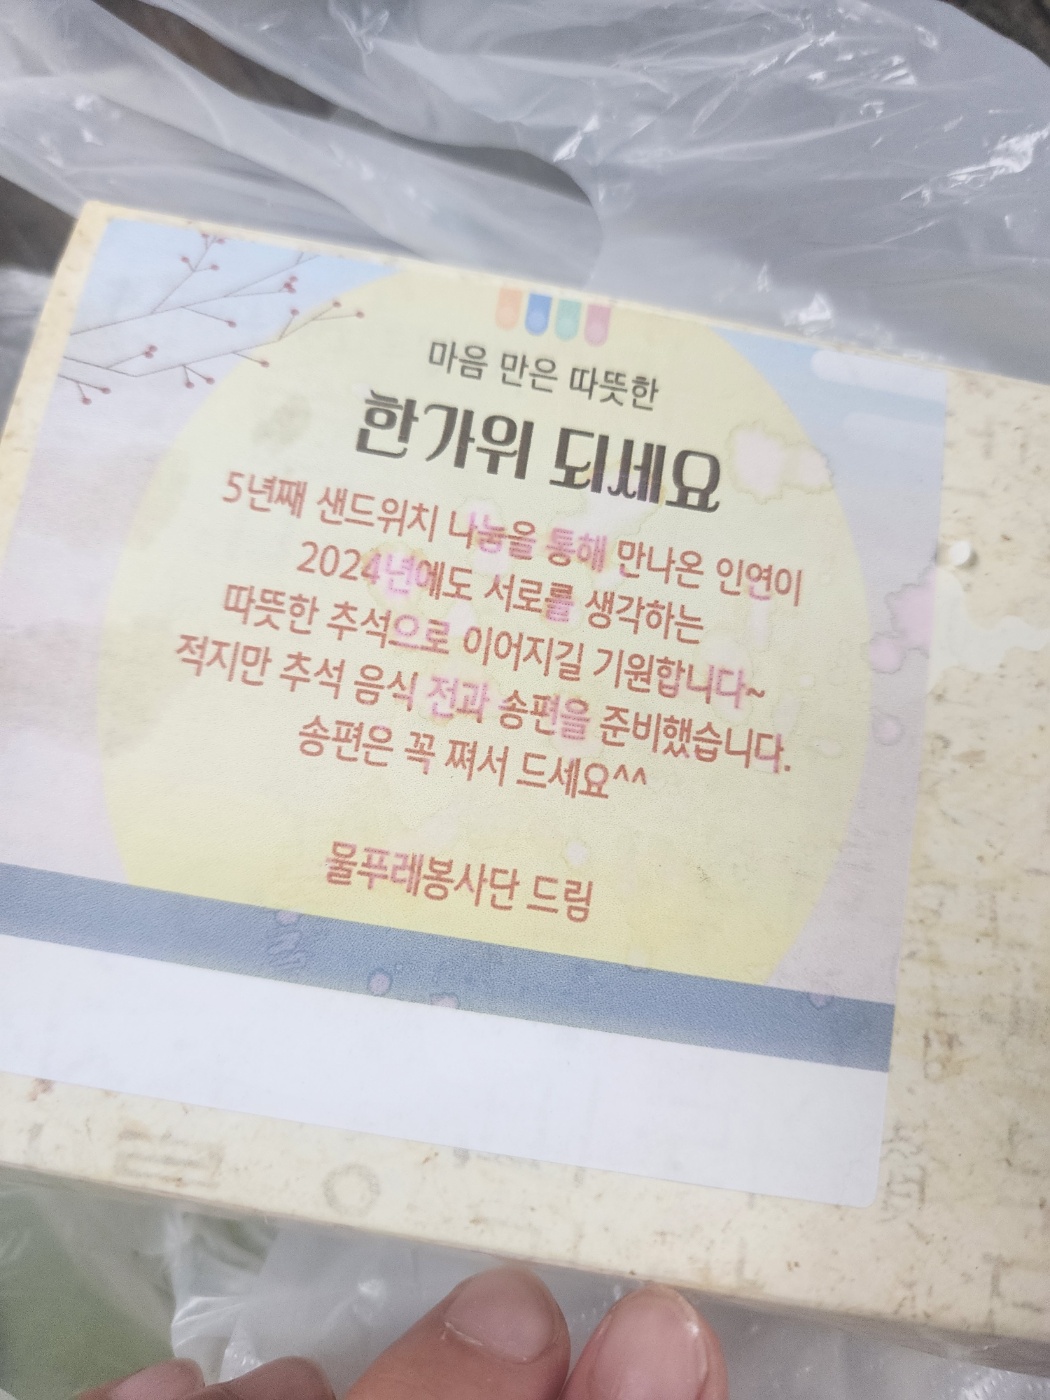 마음 만은 따뜻한
한가위 되세요
5년째 샌드위치 나눔을 통해 만나온 인연이
2024년에도 서로를 생각하는
따뜻한 추석으로 이어지길 기원합니다~
적지만 추석 음식 전과 송편을 준비했습니다.
송편은 꼭 쪄서 드세요^^
물푸레봉사단 드림